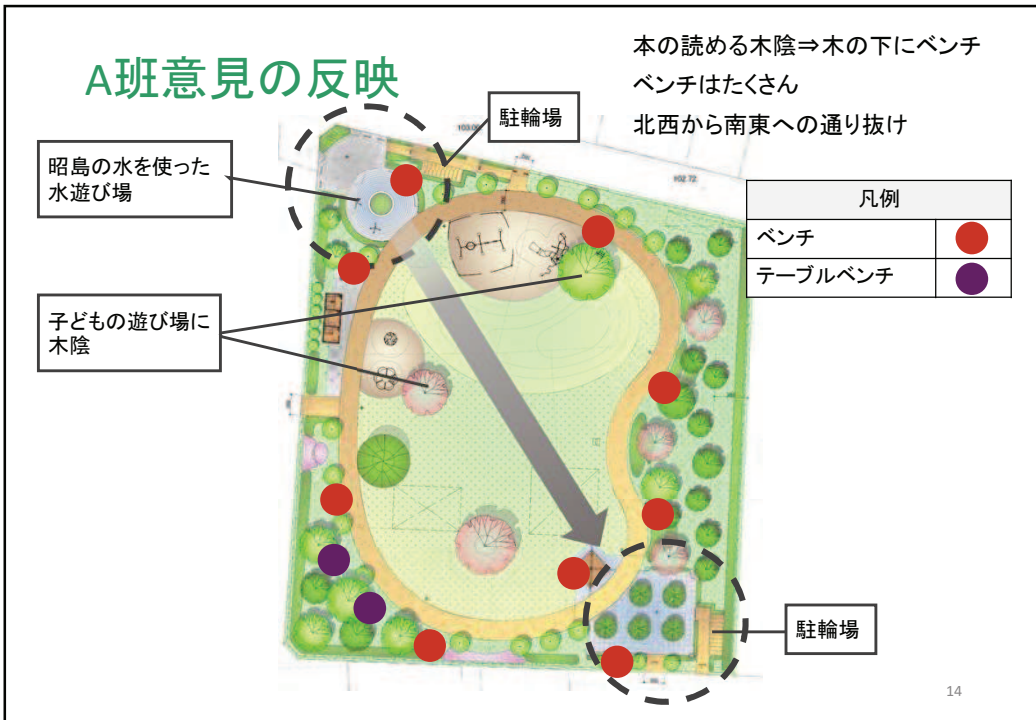 A班意見の反映
本の読める木陰⇒木の下にベンチ
ベンチはたくさん
北西から南東への通り抜け
駐輪場
昭島の水を使った
水遊び場
凡例
ベンチ
テーブルベンチ
102.72
子どもの遊び場に
木陰
駐輪場
14